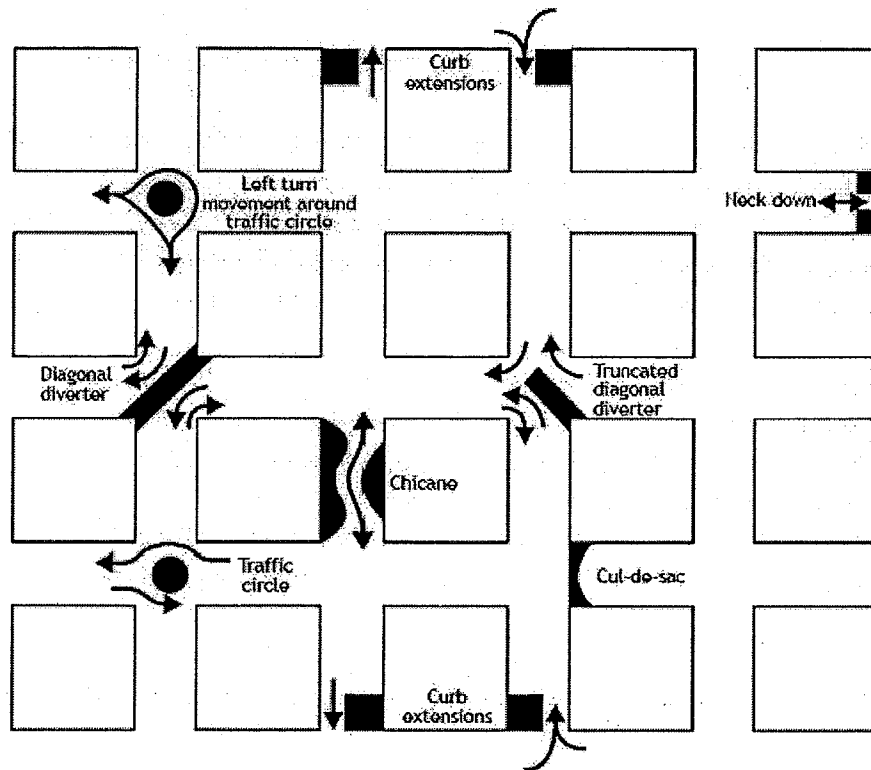 Curb
extensions
Left turn
movement around
traffic circle
Neck down
Diagonal
diverter
Truncated
diagonal
diverter
Chicane
Traffic
circle
Cul-de-sac
Curb
extensions